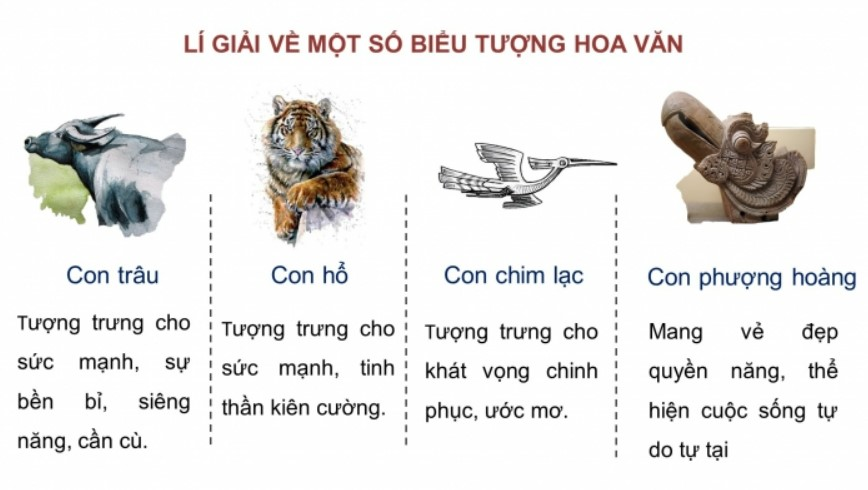 LÍ GIẢI VỀ MỘT SỐ BIỂU TƯỢNG HOA VĂN
Con trâu
Tượng trưng cho
sức mạnh, sự
bền bỉ, siêng
năng, cần cù.
Con hổ
Tượng trưng cho
sức mạnh, tinh
thần kiên cường.
Con chim lạc
Tượng trưng cho
khát vọng chinh
phục, ước mơ.
Con phượng hoàng
Mang vẻ đẹp
quyền năng, thể
hiện cuộc sống tự
do tự tại